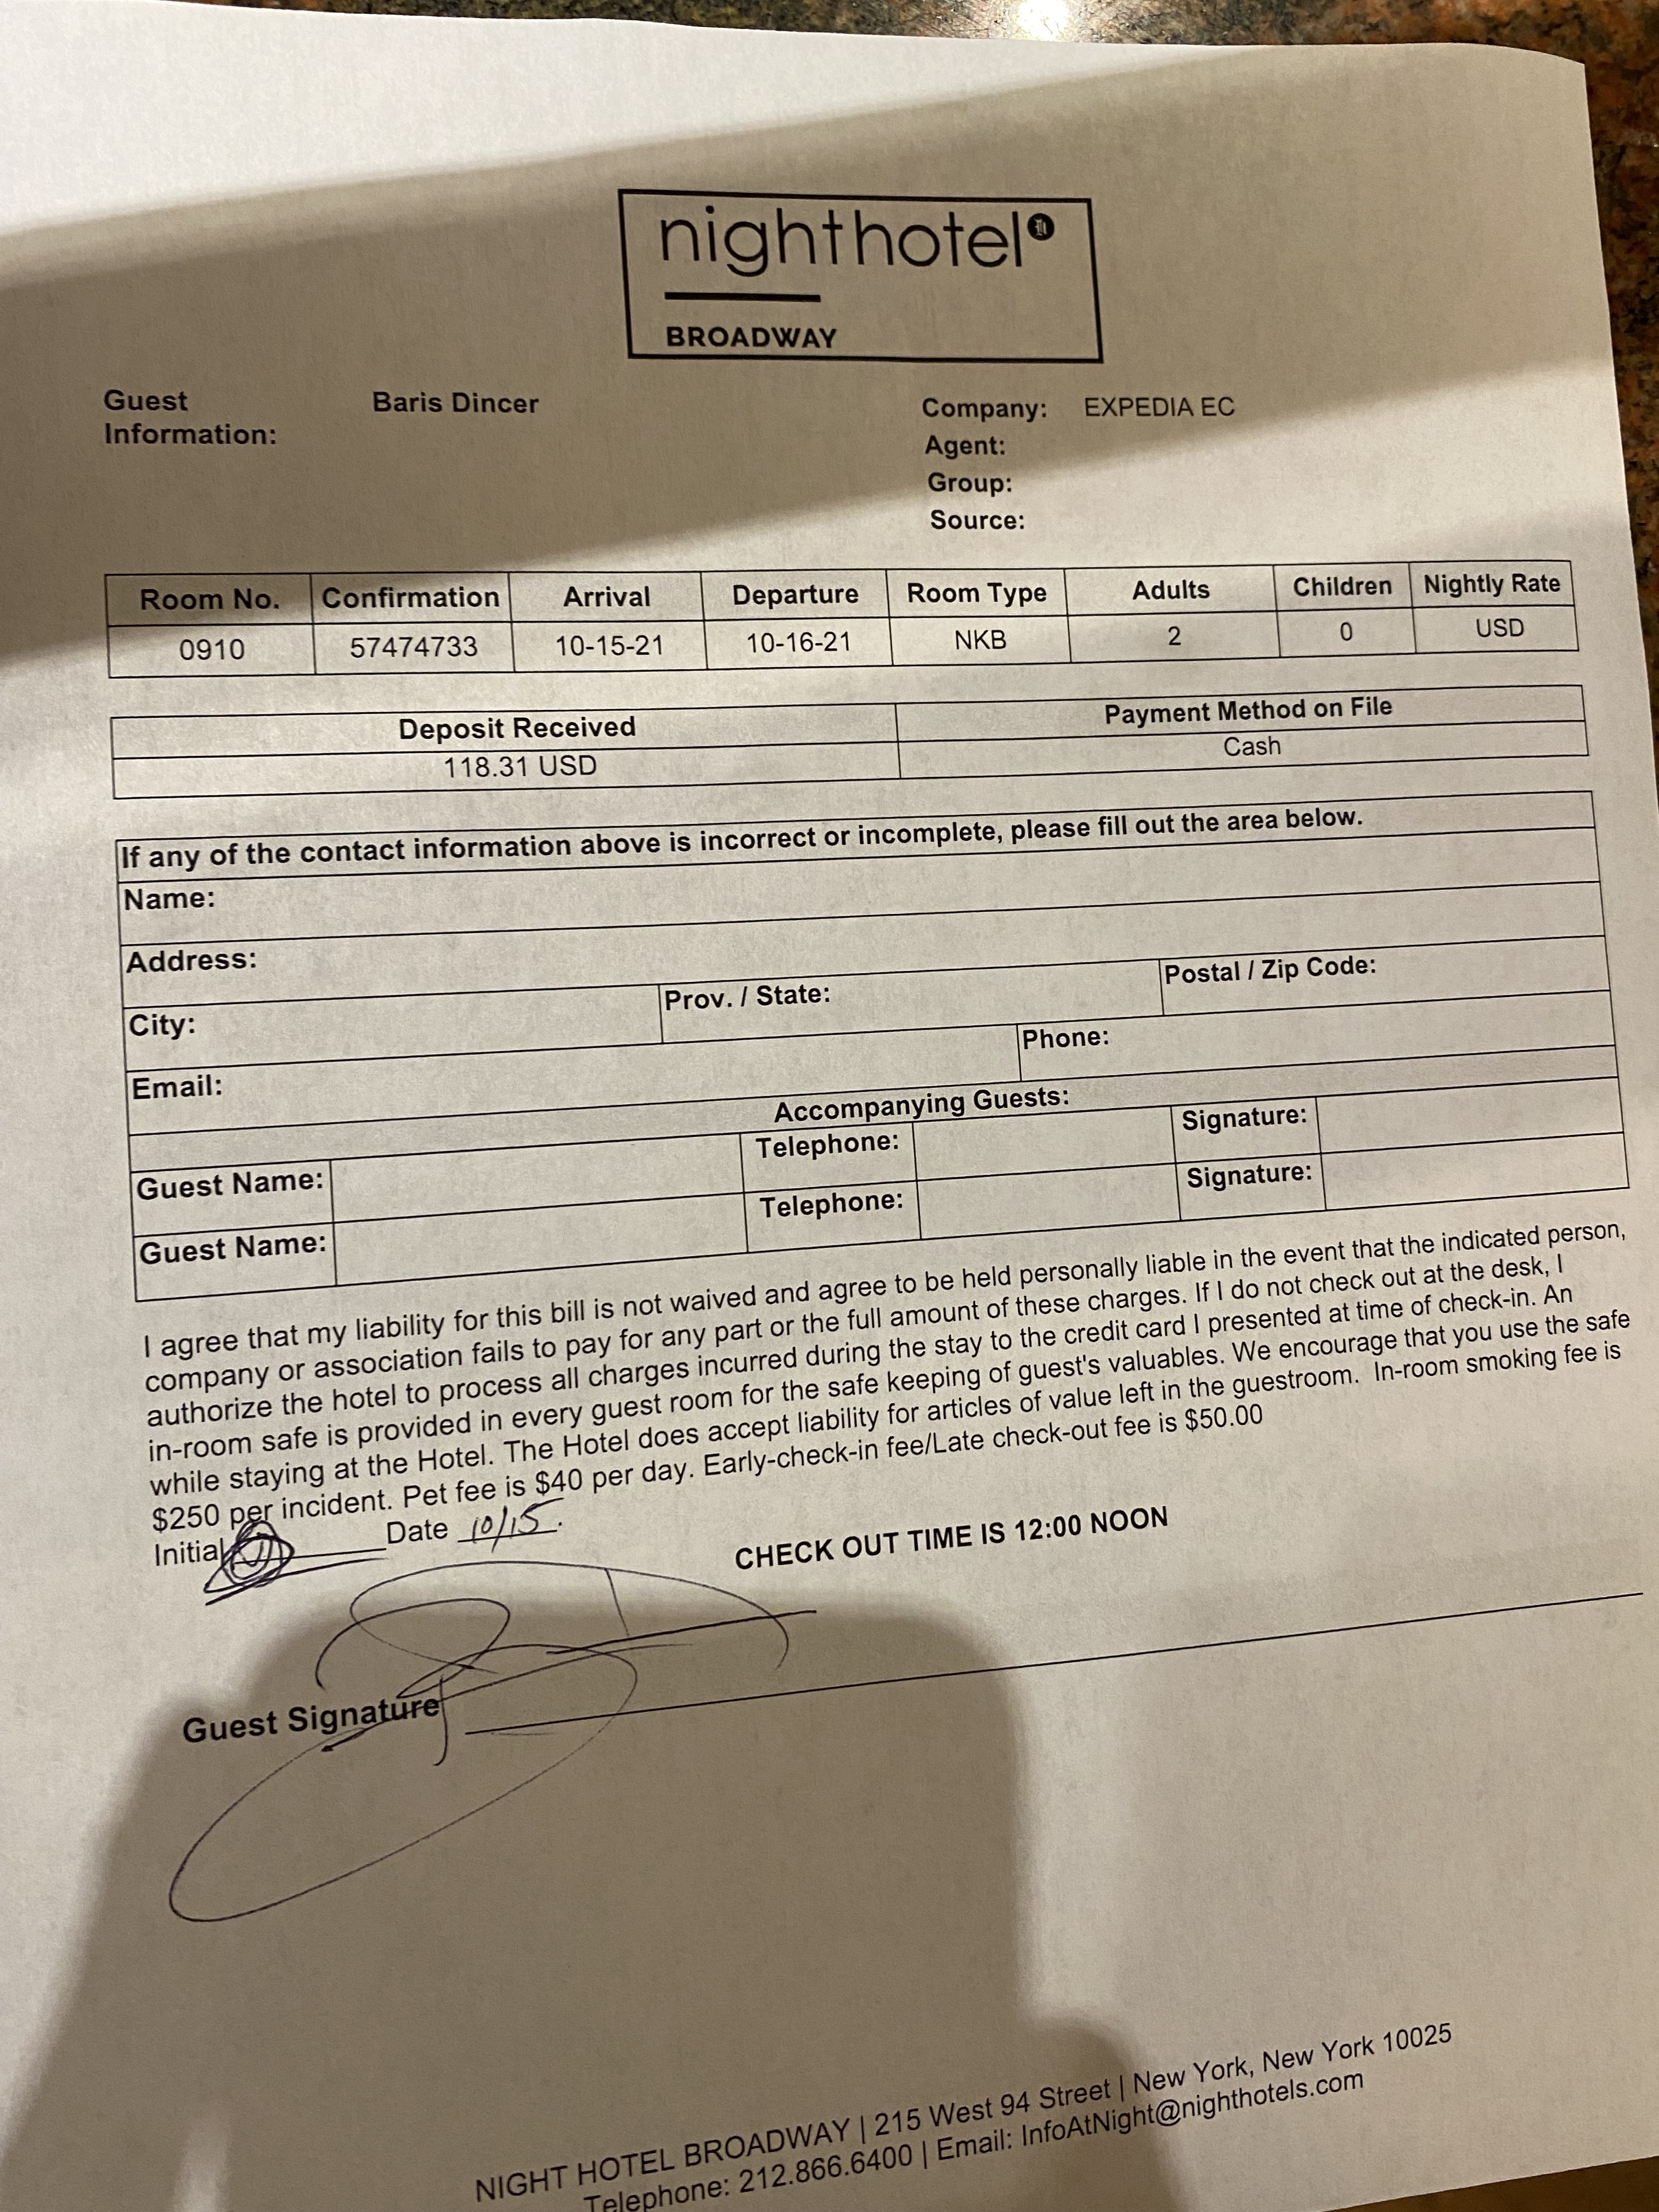 nighthotel
BROADWAY
Guest Information: Baris Dincer
Company: EXPEDIA EC
Agent:
Group:
Source:
Room No. Confirmation Arrival Departure Room Type Adults Children Nightly Rate
0910 57474733 10-15-21 10-16-21 NKB 2 0 USD
Deposit Received Payment Method on File
118.31 USD Cash
If any of the contact information above is incorrect or incomplete, please fill out the area below.
Name:
Address:
City: Prov. / State: Postal / Zip Code:
Email: Phone:
Accompanying Guests:
Guest Name: Telephone: Signature:
Guest Name: Telephone: Signature:
I agree that my liability for this bill is not waived and agree to be held personally liable in the event that the indicated person,
company or association fails to pay for any part or the full amount of these charges. If I do not check out at the desk, I
authorize the hotel to process all charges incurred during the stay to the credit card I presented at time of check-in. An
in-room safe is provided in every guest room for the safe keeping of guest's valuables. We encourage that you use the safe
while staying at the Hotel. The Hotel does accept liability for articles of value left in the guestroom. In-room smoking fee is
$250 per incident. Pet fee is $40 per day. Early-check-in fee/Late check-out fee is $50.00
Initial Date 10/15.
CHECK OUT TIME IS 12:00 NOON
Guest Signature
NIGHT HOTEL BROADWAY | 215 West 94 Street | New York, New York 10025
Telephone: 212.866.6400 | Email: InfoAtNight@nighthotels.com